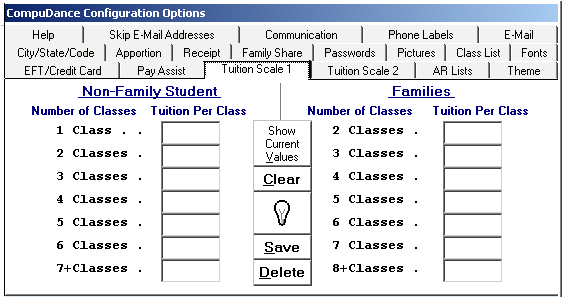 CompuDance Configuration Options
Help Skip E-Mail Addresses Communication Phone Labels E-Mail
City/State/Code Apportion Receipt Family Share Passwords Pictures Class List Fonts
EFT/Credit Card Pay Assist Tuition Scale 1 Tuition Scale 2 AR Lists Theme
Non-Family Student Families
Number of Classes Tuition Per Class Number of Classes Tuition Per Class
1 Class . . Show Current Values 2 Classes .
2 Classes . 3 Classes .
3 Classes . Clear 4 Classes .
4 Classes . 5 Classes .
5 Classes . 6 Classes .
6 Classes . Save 7 Classes .
7+Classes . Delete 8+Classes .